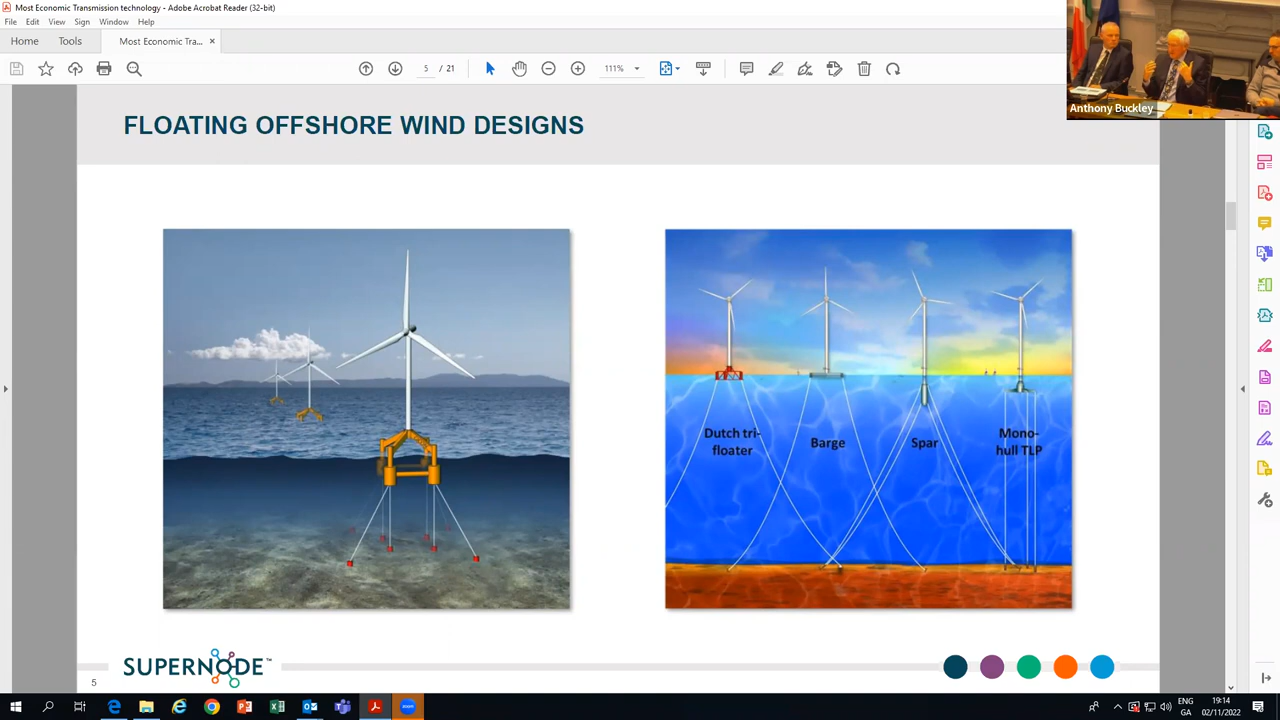 Most Economic Transmission technology - Adobe Acrobat Reader (32-bit)
File Edit View Sign Window Help
Home Tools Most Economic Tra... ×
5 / 21 111%
Anthony Buckley
FLOATING OFFSHORE WIND DESIGNS
Dutch tri-
floater
Barge
Spar
Mono-
hull TLP
SUPERNODE™
5
ENG
GA
19:14
02/11/2022